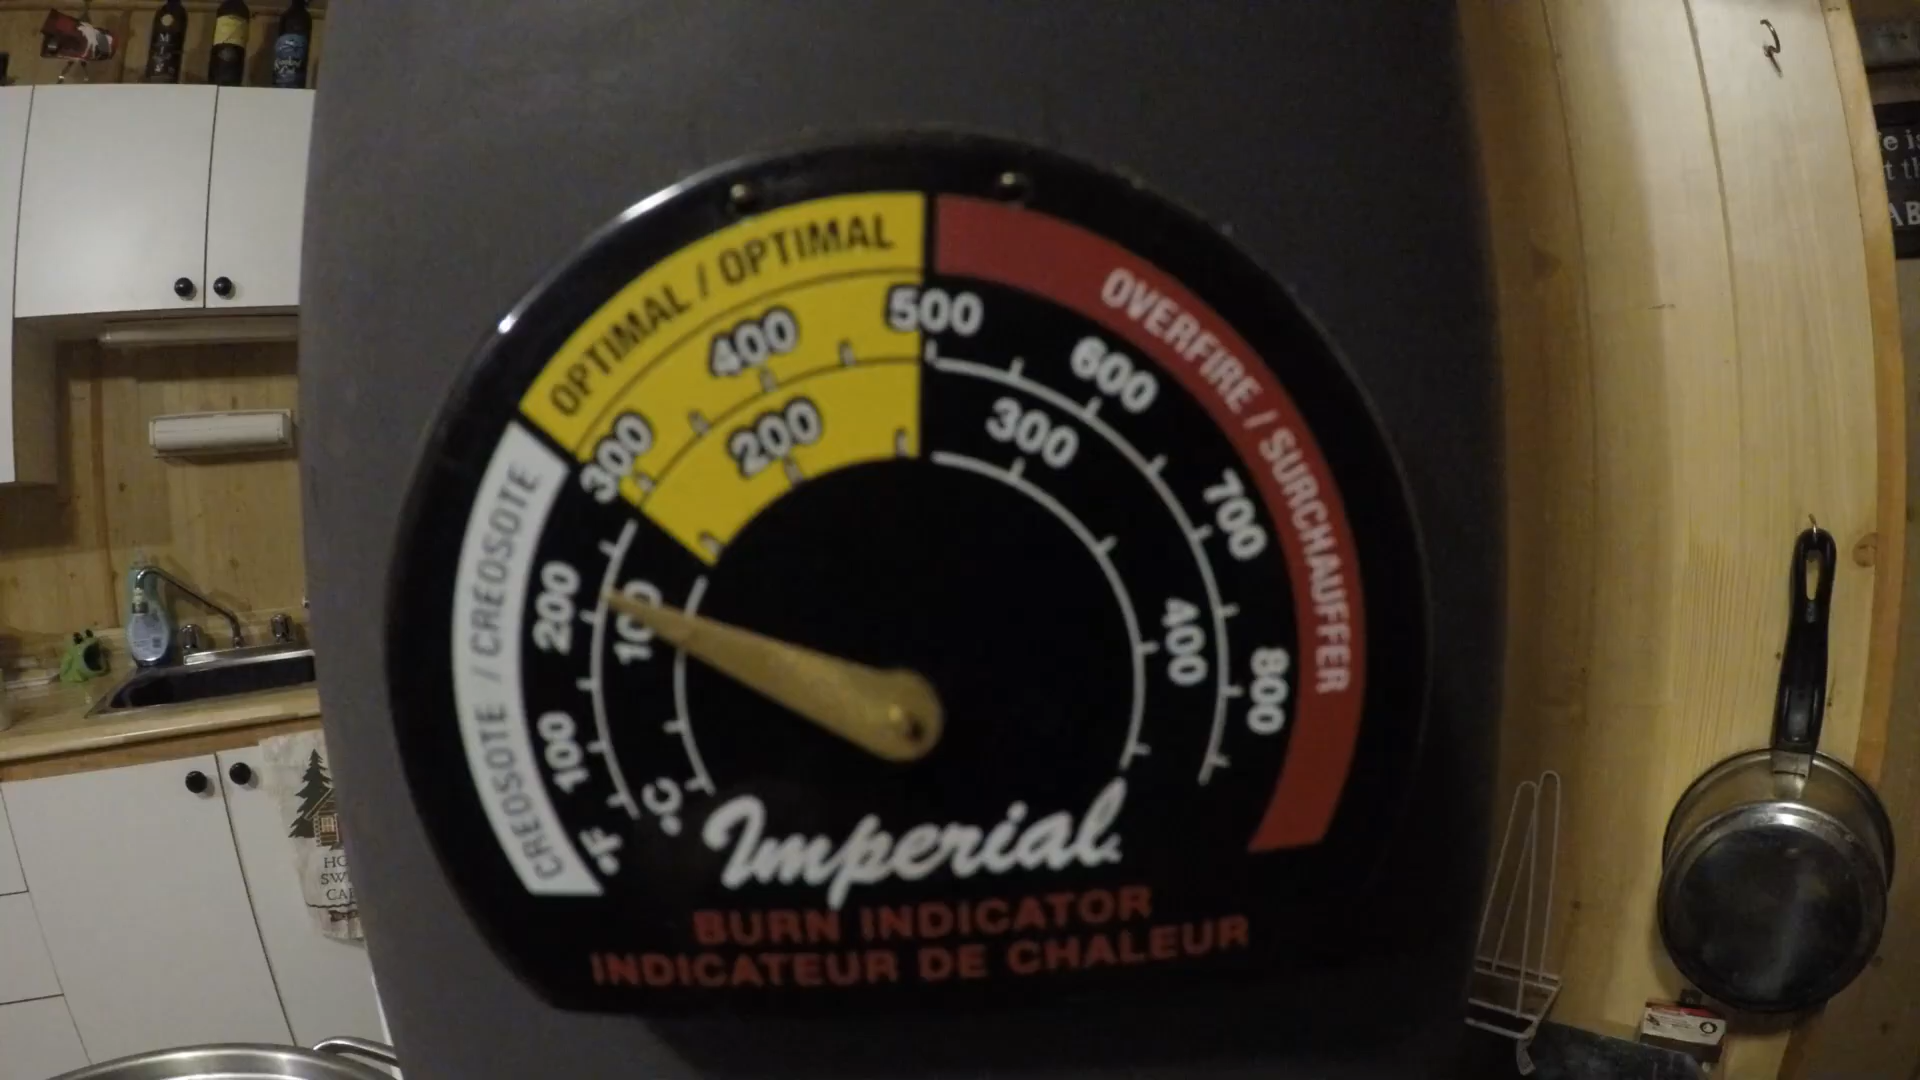 OPTIMAL / OPTIMAL
OVERFIRE / SURCHAUFFER
CREOSOTE / CREOSOTE
100
200
300
400
500
600
700
800
°F
100
200
300
400
°C
Imperial
BURN INDICATOR
INDICATEUR DE CHALEUR